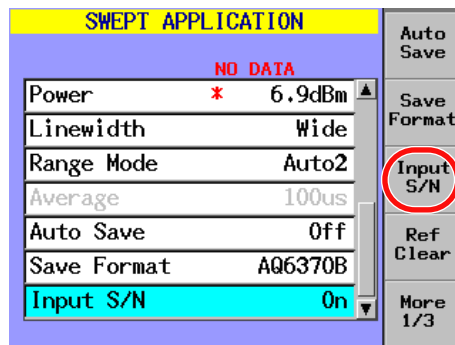 SWEPT APPLICATION
NO DATA
Power * 6.9dBm
Linewidth Wide
Range Mode Auto2
Average 100us
Auto Save Off
Save Format AQ6370B
Input S/N On
Auto
Save
Save
Format
Input
S/N
Ref
Clear
More
1/3